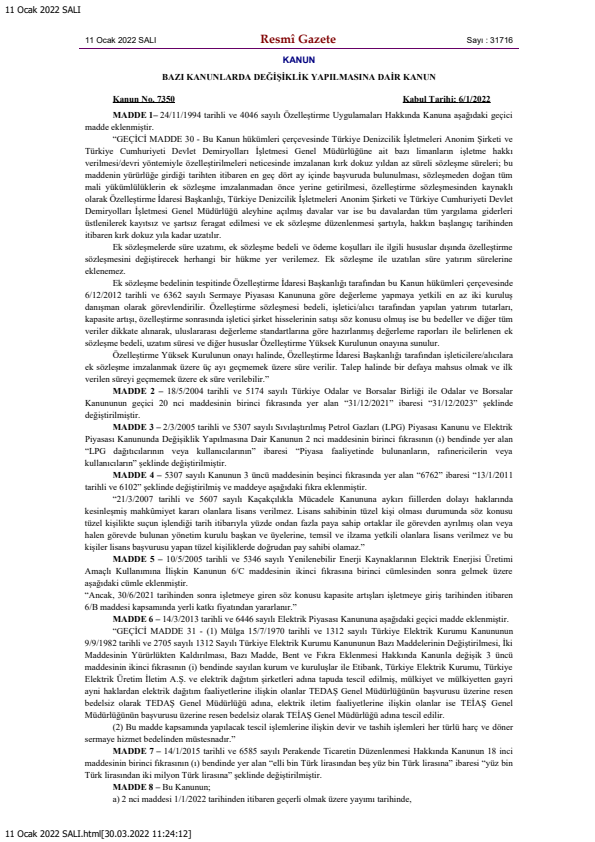 11 Ocak 2022 SALI
11 Ocak 2022 SALI Resmî Gazete Sayı : 31716
KANUN
BAZI KANUNLARDA DEĞİŞİKLİK YAPILMASINA DAİR KANUN
Kanun No. 7350 Kabul Tarihi: 6/1/2022
MADDE 1– 24/11/1994 tarihli ve 4046 sayılı Özelleştirme Uygulamaları Hakkında Kanuna aşağıdaki geçici
madde eklenmiştir.
“GEÇİCİ MADDE 30 - Bu Kanun hükümleri çerçevesinde Türkiye Denizcilik İşletmeleri Anonim Şirketi ve
Türkiye Cumhuriyeti Devlet Demiryolları İşletmesi Genel Müdürlüğüne ait bazı limanların işletme hakkı
verilmesi/devri yöntemiyle özelleştirilmeleri neticesinde imzalanan kırk dokuz yıldan az süreli sözleşme süreleri; bu
maddenin yürürlüğe girdiği tarihten itibaren en geç dört ay içinde başvuruda bulunulması, sözleşmeden doğan tüm
mali yükümlülüklerin ek sözleşme imzalanmadan önce yerine getirilmesi, özelleştirme sözleşmesinden kaynaklı
olarak Özelleştirme İdaresi Başkanlığı, Türkiye Denizcilik İşletmeleri Anonim Şirketi ve Türkiye Cumhuriyeti Devlet
Demiryolları İşletmesi Genel Müdürlüğü aleyhine açılmış davalar var ise bu davalardan tüm yargılama giderleri
üstlenilerek kayıtsız ve şartsız feragat edilmesi ve ek sözleşme düzenlenmesi şartıyla, hakkın başlangıç tarihinden
itibaren kırk dokuz yıla kadar uzatılır.
Ek sözleşmelerde süre uzatımı, ek sözleşme bedeli ve ödeme koşulları ile ilgili hususlar dışında özelleştirme
sözleşmesini değiştirecek herhangi bir hükme yer verilemez. Ek sözleşme ile uzatılan süre yatırım sürelerine
eklenemez.
Ek sözleşme bedelinin tespitinde Özelleştirme İdaresi Başkanlığı tarafından bu Kanun hükümleri çerçevesinde
6/12/2012 tarihli ve 6362 sayılı Sermaye Piyasası Kanununa göre değerleme yapmaya yetkili en az iki kuruluş
danışman olarak görevlendirilir. Özelleştirme sözleşmesi bedeli, işletici/alıcı tarafından yapılan yatırım tutarları,
kapasite artışı, özelleştirme sonrasında işletici şirket hisselerinin satışı söz konusu olmuş ise bu bedeller ve diğer tüm
veriler dikkate alınarak, uluslararası değerleme standartlarına göre hazırlanmış değerleme raporları ile belirlenen ek
sözleşme bedeli, uzatım süresi ve diğer hususlar Özelleştirme Yüksek Kurulunun onayına sunulur.
Özelleştirme Yüksek Kurulunun onayı halinde, Özelleştirme İdaresi Başkanlığı tarafından işleticilere/alıcılara
ek sözleşme imzalanmak üzere üç ayı geçmemek üzere süre verilir. Talep halinde bir defaya mahsus olmak ve ilk
verilen süreyi geçmemek üzere ek süre verilebilir.”
MADDE 2 – 18/5/2004 tarihli ve 5174 sayılı Türkiye Odalar ve Borsalar Birliği ile Odalar ve Borsalar
Kanununun geçici 20 nci maddesinin birinci fıkrasında yer alan “31/12/2021” ibaresi “31/12/2023” şeklinde
değiştirilmiştir.
MADDE 3 – 2/3/2005 tarihli ve 5307 sayılı Sıvılaştırılmış Petrol Gazları (LPG) Piyasası Kanunu ve Elektrik
Piyasası Kanununda Değişiklik Yapılmasına Dair Kanunun 2 nci maddesinin birinci fıkrasının (ı) bendinde yer alan
“LPG dağıtıcılarının veya kullanıcılarının” ibaresi “Piyasa faaliyetinde bulunanların, rafinericilerin veya
kullanıcıların” şeklinde değiştirilmiştir.
MADDE 4 – 5307 sayılı Kanunun 3 üncü maddesinin beşinci fıkrasında yer alan “6762” ibaresi “13/1/2011
tarihli ve 6102” şeklinde değiştirilmiş ve maddeye aşağıdaki fıkra eklenmiştir.
“21/3/2007 tarihli ve 5607 sayılı Kaçakçılıkla Mücadele Kanununa aykırı fiillerden dolayı haklarında
kesinleşmiş mahkûmiyet kararı olanlara lisans verilmez. Lisans sahibinin tüzel kişi olması durumunda söz konusu
tüzel kişilikte suçun işlendiği tarih itibarıyla yüzde ondan fazla paya sahip ortaklar ile görevden ayrılmış olan veya
halen görevde bulunan yönetim kurulu başkan ve üyelerine, temsil ve ilzama yetkili olanlara lisans verilmez ve bu
kişiler lisans başvurusu yapan tüzel kişiliklerde doğrudan pay sahibi olamaz.”
MADDE 5 – 10/5/2005 tarihli ve 5346 sayılı Yenilenebilir Enerji Kaynaklarının Elektrik Enerjisi Üretimi
Amaçlı Kullanımına İlişkin Kanunun 6/C maddesinin ikinci fıkrasına birinci cümlesinden sonra gelmek üzere
aşağıdaki cümle eklenmiştir.
“Ancak, 30/6/2021 tarihinden sonra işletmeye giren söz konusu kapasite artışları işletmeye giriş tarihinden itibaren
6/B maddesi kapsamında yerli katkı fiyatından yararlanır.”
MADDE 6 – 14/3/2013 tarihli ve 6446 sayılı Elektrik Piyasası Kanununa aşağıdaki geçici madde eklenmiştir.
“GEÇİCİ MADDE 31 - (1) Mülga 15/7/1970 tarihli ve 1312 sayılı Türkiye Elektrik Kurumu Kanununun
9/9/1982 tarihli ve 2705 sayılı 1312 Sayılı Türkiye Elektrik Kurumu Kanununun Bazı Maddelerinin Değiştirilmesi, İki
Maddesinin Yürürlükten Kaldırılması, Bazı Madde, Bent ve Fıkra Eklenmesi Hakkında Kanunla değişik 3 üncü
maddesinin ikinci fıkrasının (i) bendinde sayılan kurum ve kuruluşlar ile Etibank, Türkiye Elektrik Kurumu, Türkiye
Elektrik Üretim İletim A.Ş. ve elektrik dağıtım şirketleri adına tapuda tescil edilmiş, mülkiyet ve mülkiyetten gayri
ayni haklardan elektrik dağıtım faaliyetlerine ilişkin olanlar TEDAŞ Genel Müdürlüğünün başvurusu üzerine resen
bedelsiz olarak TEDAŞ Genel Müdürlüğü adına, elektrik iletim faaliyetlerine ilişkin olanlar ise TEİAŞ Genel
Müdürlüğünün başvurusu üzerine resen bedelsiz olarak TEİAŞ Genel Müdürlüğü adına tescil edilir.
(2) Bu madde kapsamında yapılacak tescil işlemlerine ilişkin devir ve tashih işlemleri her türlü harç ve döner
sermaye hizmet bedelinden müstesnadır.”
MADDE 7 – 14/1/2015 tarihli ve 6585 sayılı Perakende Ticaretin Düzenlenmesi Hakkında Kanunun 18 inci
maddesinin birinci fıkrasının (ı) bendinde yer alan “elli bin Türk lirasından beş yüz bin Türk lirasına” ibaresi “yüz bin
Türk lirasından iki milyon Türk lirasına” şeklinde değiştirilmiştir.
MADDE 8 – Bu Kanunun;
a) 2 nci maddesi 1/1/2022 tarihinden itibaren geçerli olmak üzere yayımı tarihinde,
11 Ocak 2022 SALI.html[30.03.2022 11:24:12]